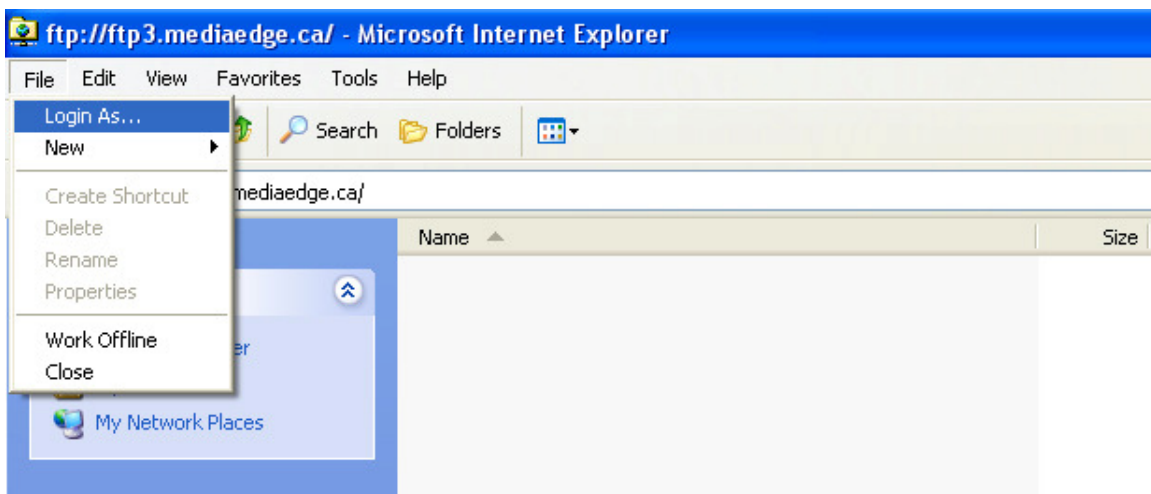 ftp://ftp3.mediaedge.ca/ - Microsoft Internet Explorer
File Edit View Favorites Tools Help
Login As...
New
Search Folders
Create Shortcut
mediaedge.ca/
Delete
Name Size
Rename
Properties
Work Offline
Close
My Network Places